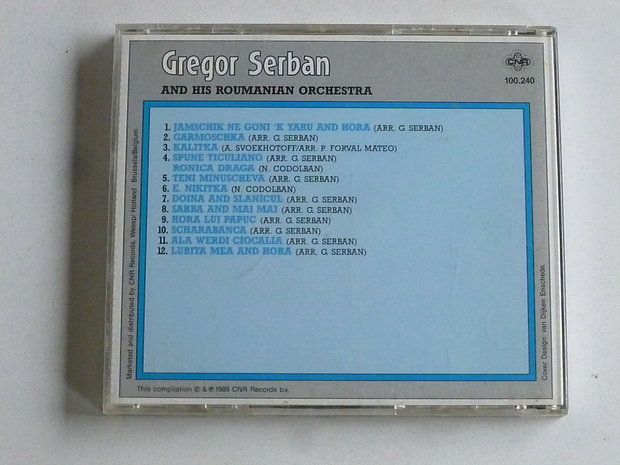 Gregor Serban
AND HIS ROUMANIAN ORCHESTRA
CNR
100.240
1. JAMSCHIK NE GONI 'K YARU AND HORA (ARR. G. SERBAN)
2. GARMOSCHKA (ARR. G. SERBAN)
3. KALITKA (A. SVOEKHOTOFF/ARR. P. FORVAL MATEO)
4. SPUNE TICULIANO (ARR. G. SERBAN)
RONICA DRAGA (N. CODOLBAN)
5. TENI MINUSCHEVA (ARR. G. SERBAN)
6. E. NIKITKA (N. CODOLBAN)
7. DOINA AND SLANICUL (ARR. G. SERBAN)
8. SARBA AND MAI MAI (ARR. G. SERBAN)
9. HORA LUI PAPUC (ARR. G. SERBAN)
10. SCHARABANCA (ARR. G. SERBAN)
11. ALA WERDI CIOCALIA (ARR. G. SERBAN)
12. LUBITA MEA AND HORA (ARR. G. SERBAN)
Marketed and distributed by CNR Records, Weesp/Holland - Brussels/Belgium
Cover Design: van Dijken Enschede.
This compilation © & ℗ 1989 CNR Records b.v.